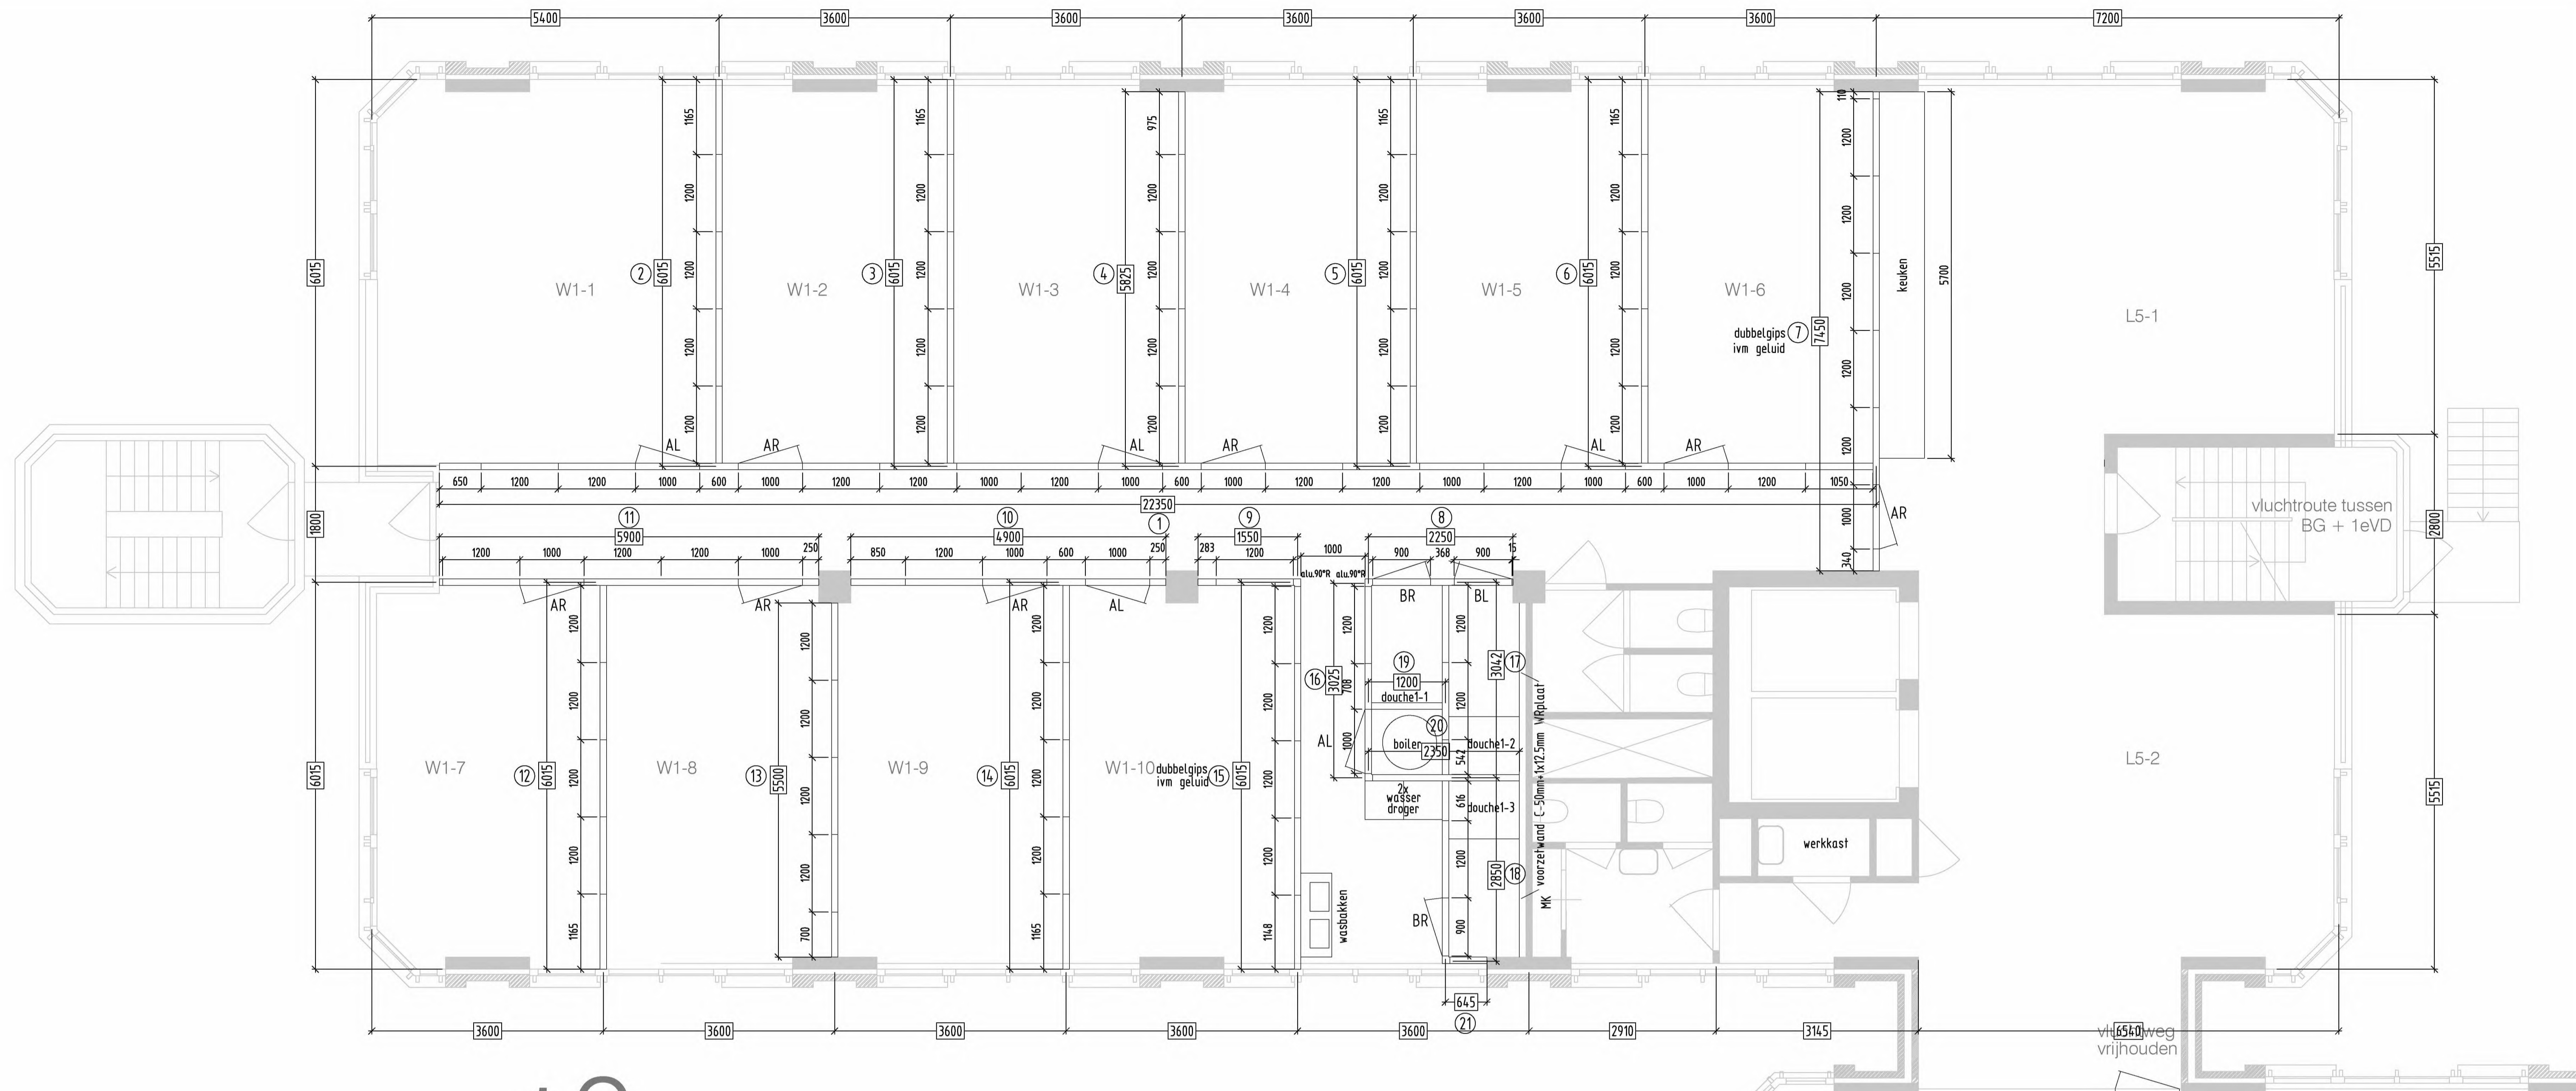 5400 3600 3600 3600 3600 3600 7200
1165 1165 975 1165 1165 110
1200 1200 1200 1200 1200 1200
1200 1200 1200 1200 1200 1200
1200 1200 1200 1200 1200 1200
1200 1200 1200 1200 1200 1200
6015 2 6015 3 6015 4 5825 5 6015 6 6015 keuken 5700 5515
W1-1 W1-2 W1-3 W1-4 W1-5 W1-6
L5-1
dubbelgips 7 7450
ivm geluid
1200
AL AR AL AR AL AR
650 1200 1200 1000 600 1000 1200 1200 1000 1000 1000 600 1000 1200 1200 1000 1200 1000 600 1000 1200 1050
22350
1000 AR
340
vluchtroute tussen
BG + 1eVD
1800 2800
11 10 1 9 8
5900 4900 1550 2250
1200 1000 1200 1200 1000 250 850 1200 1000 600 1000 250 283 1200 1000 900 368 900 15
alu.90°R alu.90°R
AR AR AR AL BR BL
1200 1200 1200 1200 1200 1200
1200 1200 1200 1200 708 1200
1200 1200 1200 1200 1000 542
1200 1200 1200 1200 616
1165 700 1165 1148 1200
900
16 3025 19 3042 17
1200
douche1-1
20
AL boiler 2350 douche1-2
W1-7 W1-8 W1-9 W1-10
L5-2
6015 12 6015 13 5500 14 6015 15 6015 5515
dubbelgips
ivm geluid
2x
wasser
droger
douche1-3
MK voorzetwand C-50mm+1x12.5mm WRplaat
werkkast
2850 18
wasbakken
BR
645
21
3600 3600 3600 3600 3600 2910 3145 6540
vluchtweg
vrijhouden